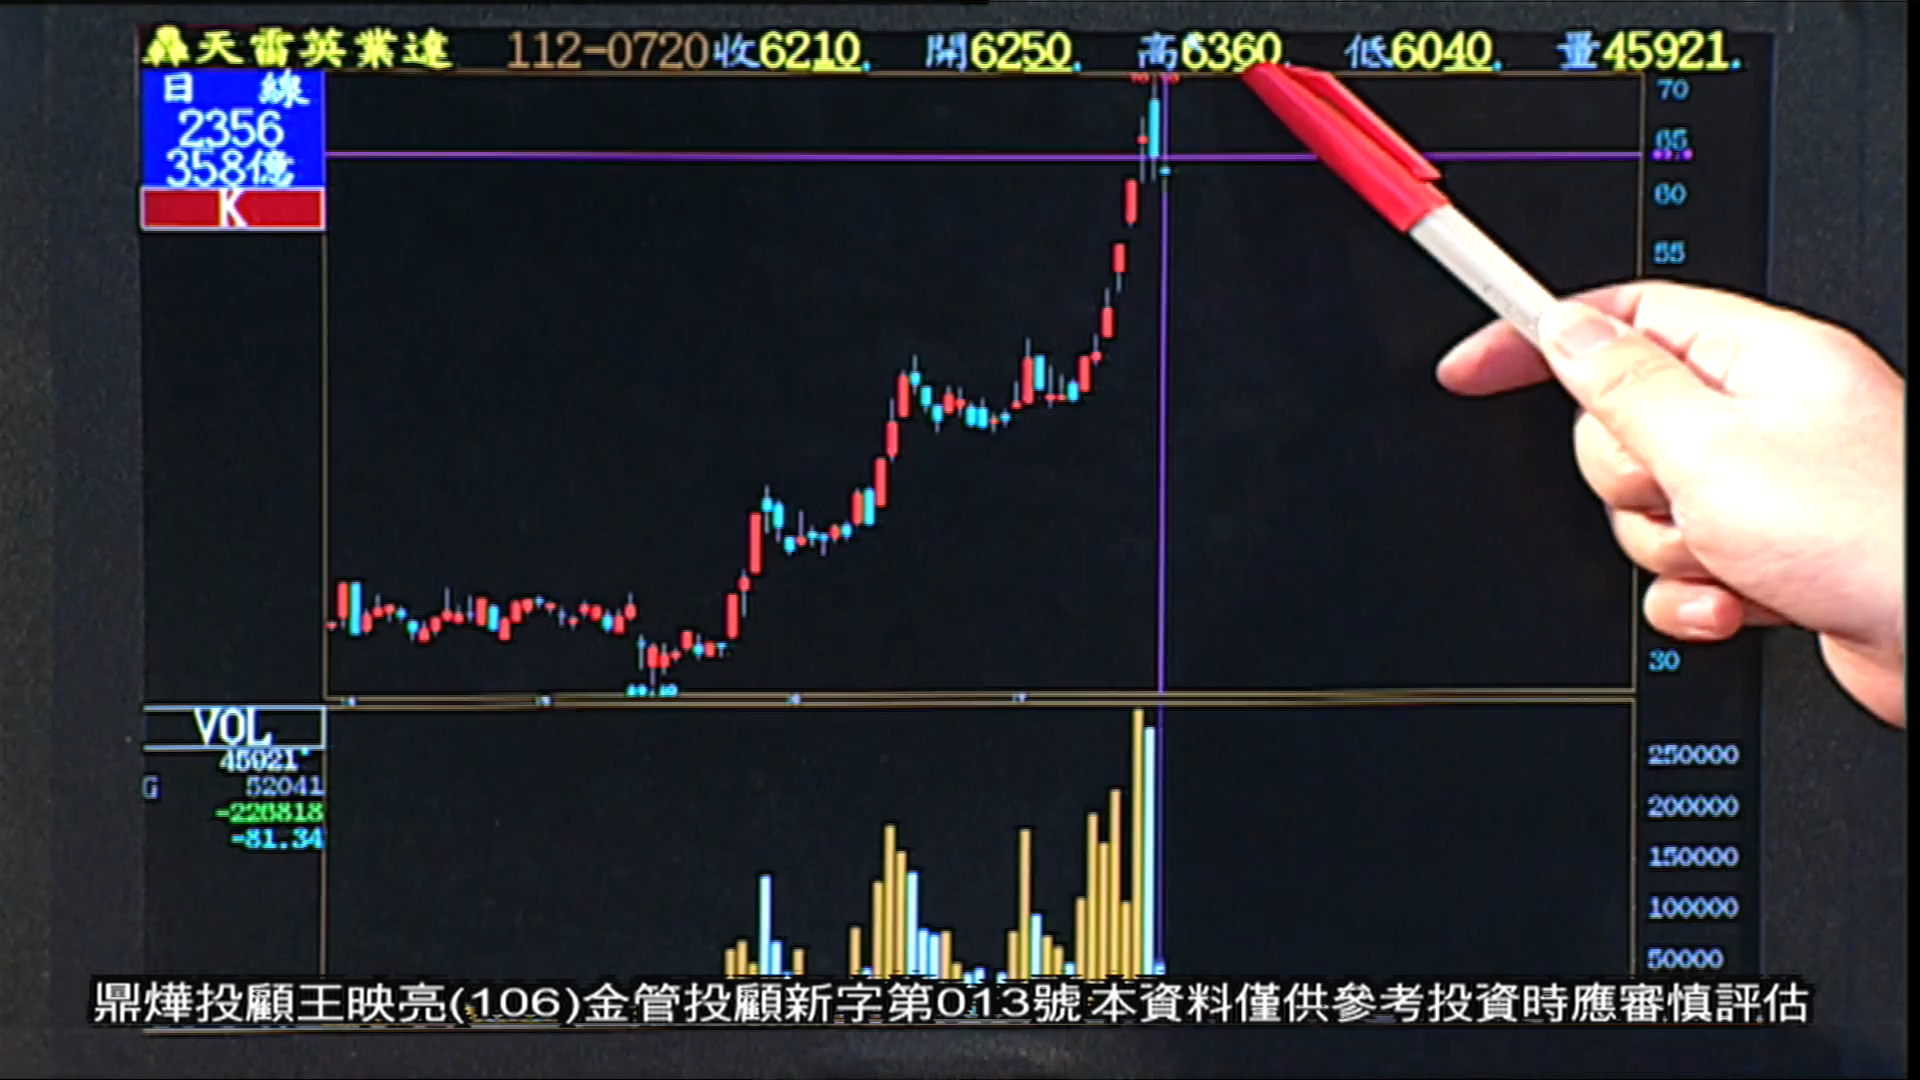 天雷英業達 112-0720 收6210. 開6250. 高6360. 低6040. 量45921.
日 線
2356
358億
K
70
65
60
55
30
VOL
45921
G 52041
-226818
-81.34
250000
200000
150000
100000
50000
鼎燁投顧王映亮(106)金管投顧新字第013號 本資料僅供參考投資時應審慎評估